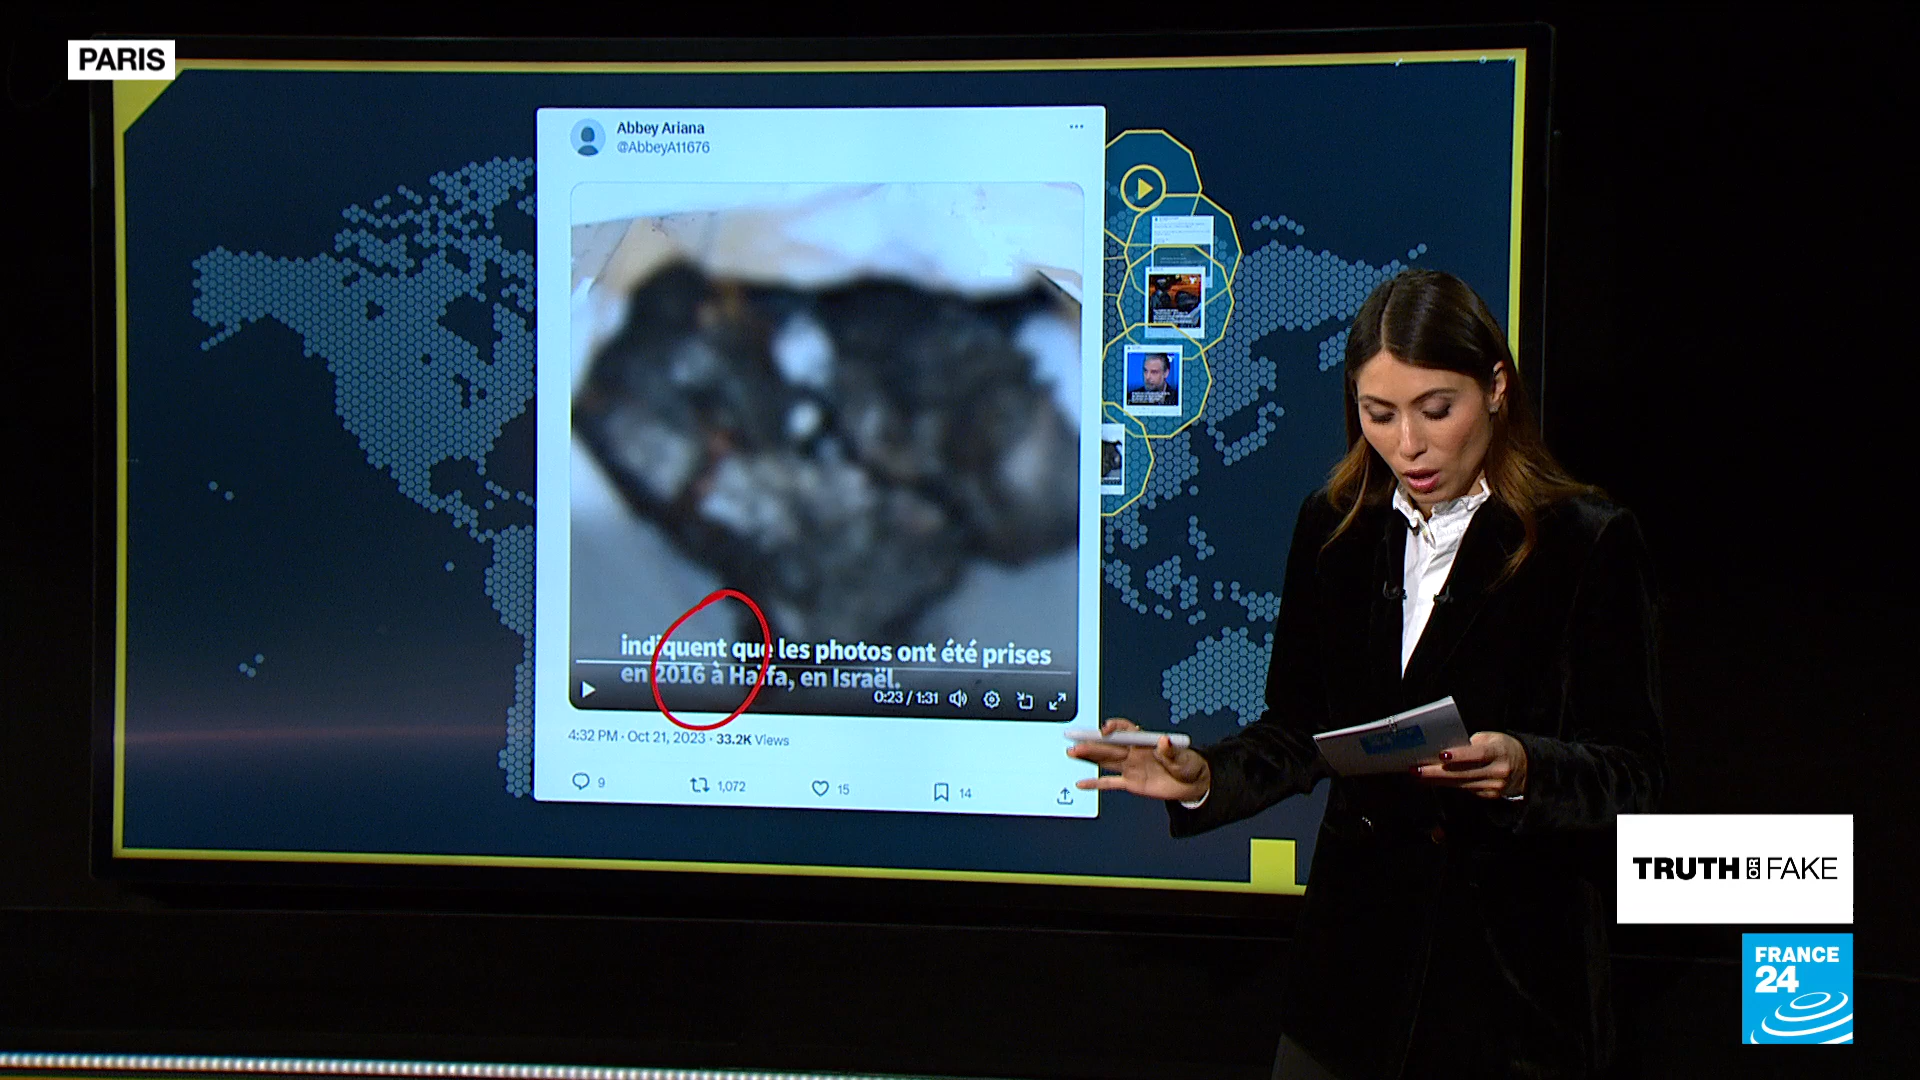 PARIS
Abbey Ariana
@AbbeyA11676
indiquent que les photos ont été prises
en 2016 à Haïfa, en Israël.
0:23 / 1:31
4:32 PM · Oct 21, 2023 · 33.2K Views
9 1,072 15 14
TRUTH OR FAKE
FRANCE
24